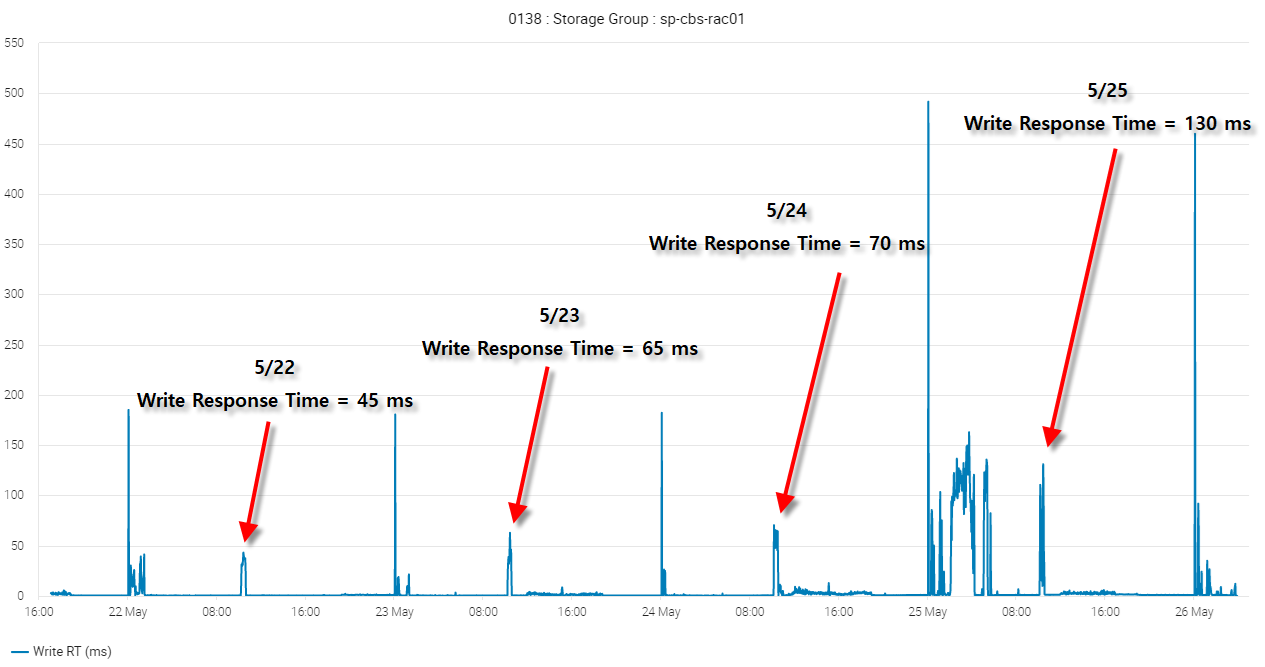 0138 : Storage Group : sp-cbs-rac01
550
500
450
400
350
300
250
200
150
100
50
0
5/25
Write Response Time = 130 ms
5/24
Write Response Time = 70 ms
5/23
Write Response Time = 65 ms
5/22
Write Response Time = 45 ms
16:00 22 May 08:00 16:00 23 May 08:00 16:00 24 May 08:00 16:00 25 May 08:00 16:00 26 May
Write RT (ms)